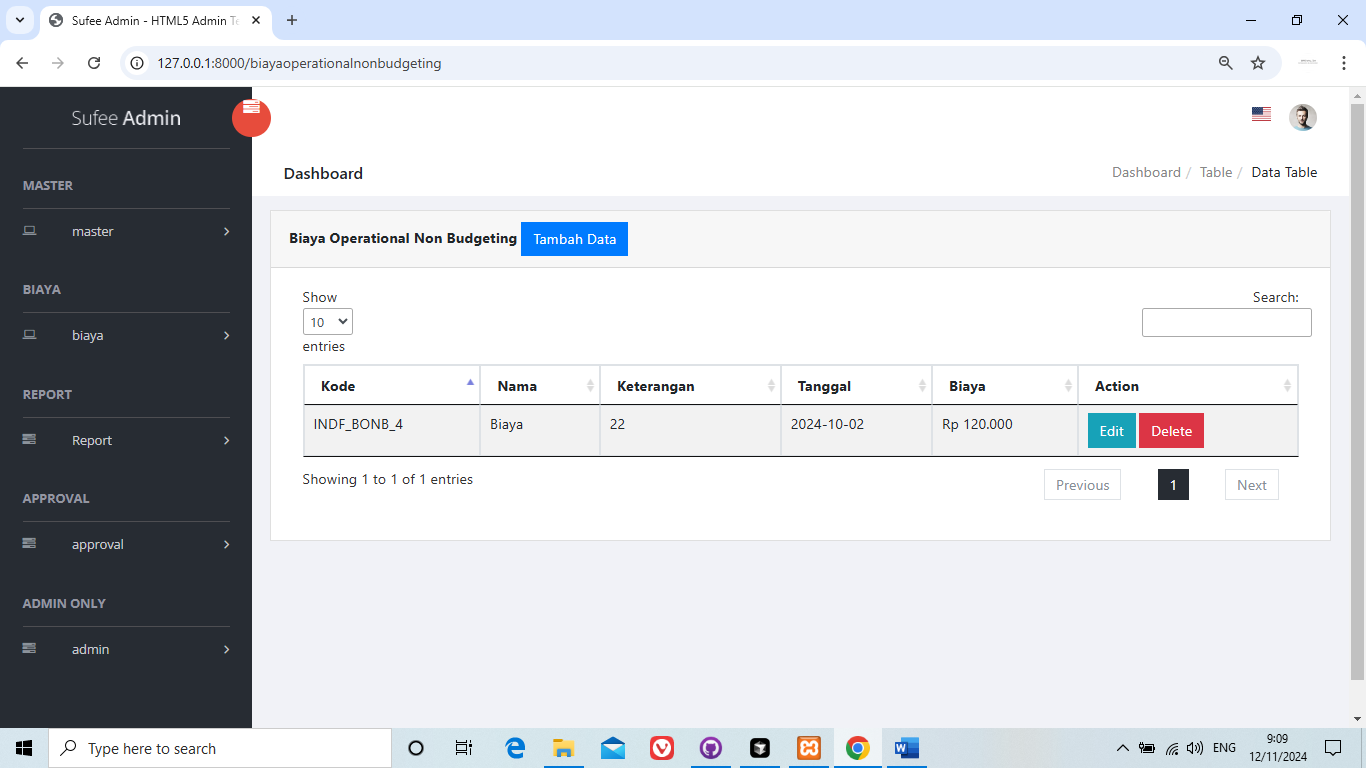 Sufee Admin - HTML5 Admin Te
127.0.0.1:8000/biayaoperationalnonbudgeting
Sufee Admin
MASTER
master
BIAYA
biaya
REPORT
Report
APPROVAL
approval
ADMIN ONLY
admin
Dashboard
Dashboard / Table / Data Table
Biaya Operational Non Budgeting Tambah Data
Show
10
entries
Search:
Kode Nama Keterangan Tanggal Biaya Action
INDF_BONB_4 Biaya 22 2024-10-02 Rp 120.000 Edit Delete
Showing 1 to 1 of 1 entries
Previous 1 Next
Type here to search
ENG
9:09
12/11/2024